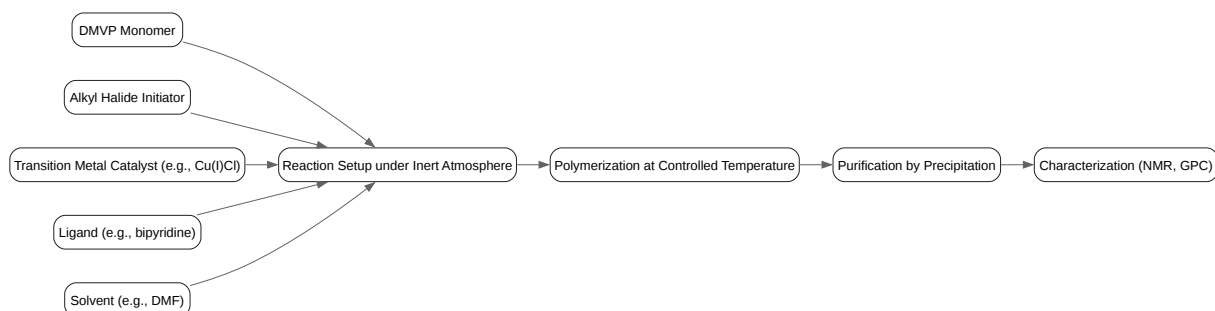 DMVP Monomer
Alkyl Halide Initiator
Transition Metal Catalyst (e.g., Cu(I)Cl)
Ligand (e.g., bipyridine)
Solvent (e.g., DMF)
Reaction Setup under Inert Atmosphere
Polymerization at Controlled Temperature
Purification by Precipitation
Characterization (NMR, GPC)